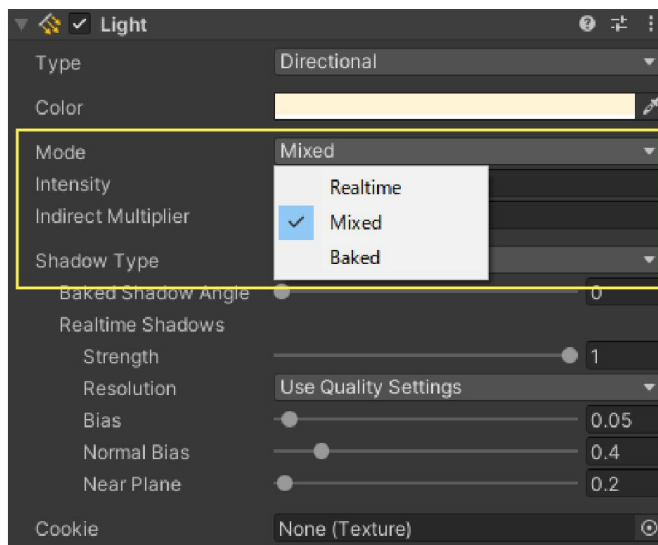 Light
Type Directional
Color
Mode Mixed
Intensity
Realtime
Indirect Multiplier
Mixed
Shadow Type
Baked
Baked Shadow Angle 0
Realtime Shadows
Strength 1
Resolution Use Quality Settings
Bias 0.05
Normal Bias 0.4
Near Plane 0.2
Cookie None (Texture)